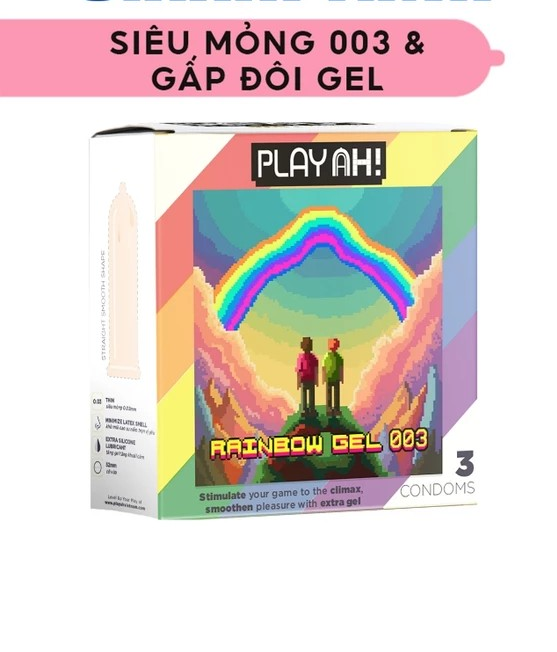 SIÊU MỎNG 003 &
GẤP ĐÔI GEL
PLAY AH!
STRAIGHT SMOOTH SHAPE
RAINBOW GEL 003
THIN
MINIMIZE LATEX SMELL
EXTRA SILICONE
LUBRICANT
52mm
Stimulate your game to the climax,
smoothen pleasure with extra gel
3
CONDOMS